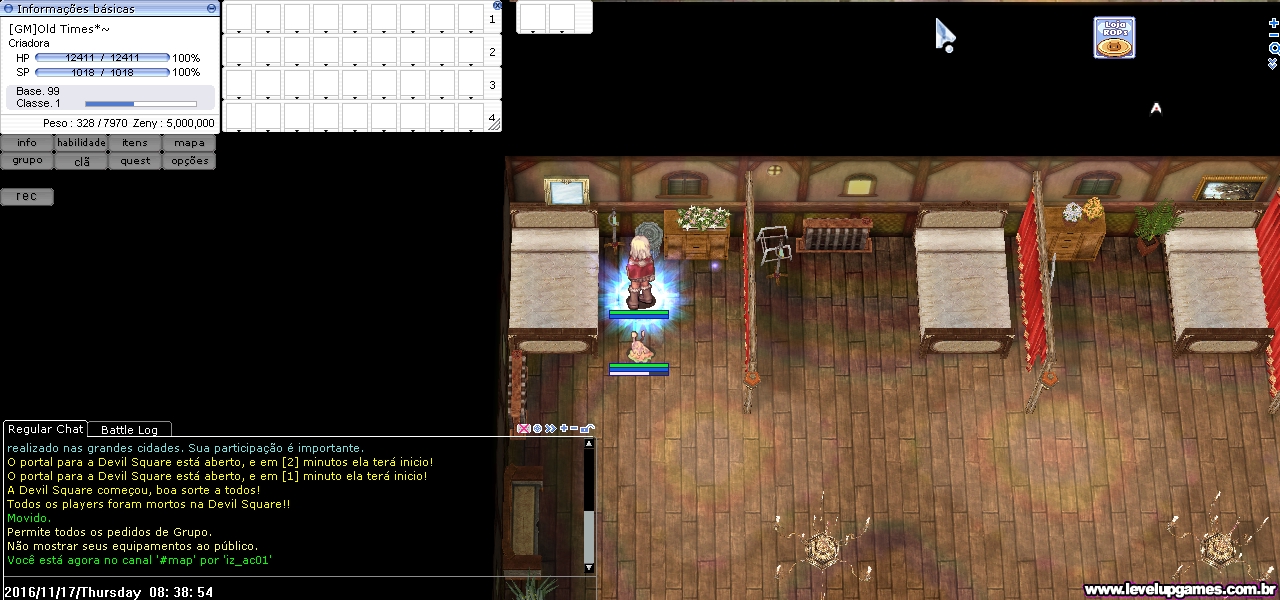 Informações básicas
[GM]Old Times*~
Criadora
HP 12411 / 12411 100%
SP 1018 / 1018 100%
Base. 99
Classe. 1
Peso : 328 / 7970 Zeny : 5,000,000
info habilidade itens mapa
grupo clã quest opções
rec
1
2
3
4
Loja
ROPs
Regular Chat Battle Log
realizado nas grandes cidades. Sua participação é importante.
O portal para a Devil Square está aberto, e em [2] minutos ela terá inicio!
O portal para a Devil Square está aberto, e em [1] minuto ela terá inicio!
A Devil Square começou, boa sorte a todos!
Todos os players foram mortos na Devil Square!!
Movido.
Permite todos os pedidos de Grupo.
Não mostrar seus equipamentos ao público.
Você está agora no canal '#map' por 'iz_ac01'
2016/11/17/Thursday 08:38:54
www.levelupgames.com.br